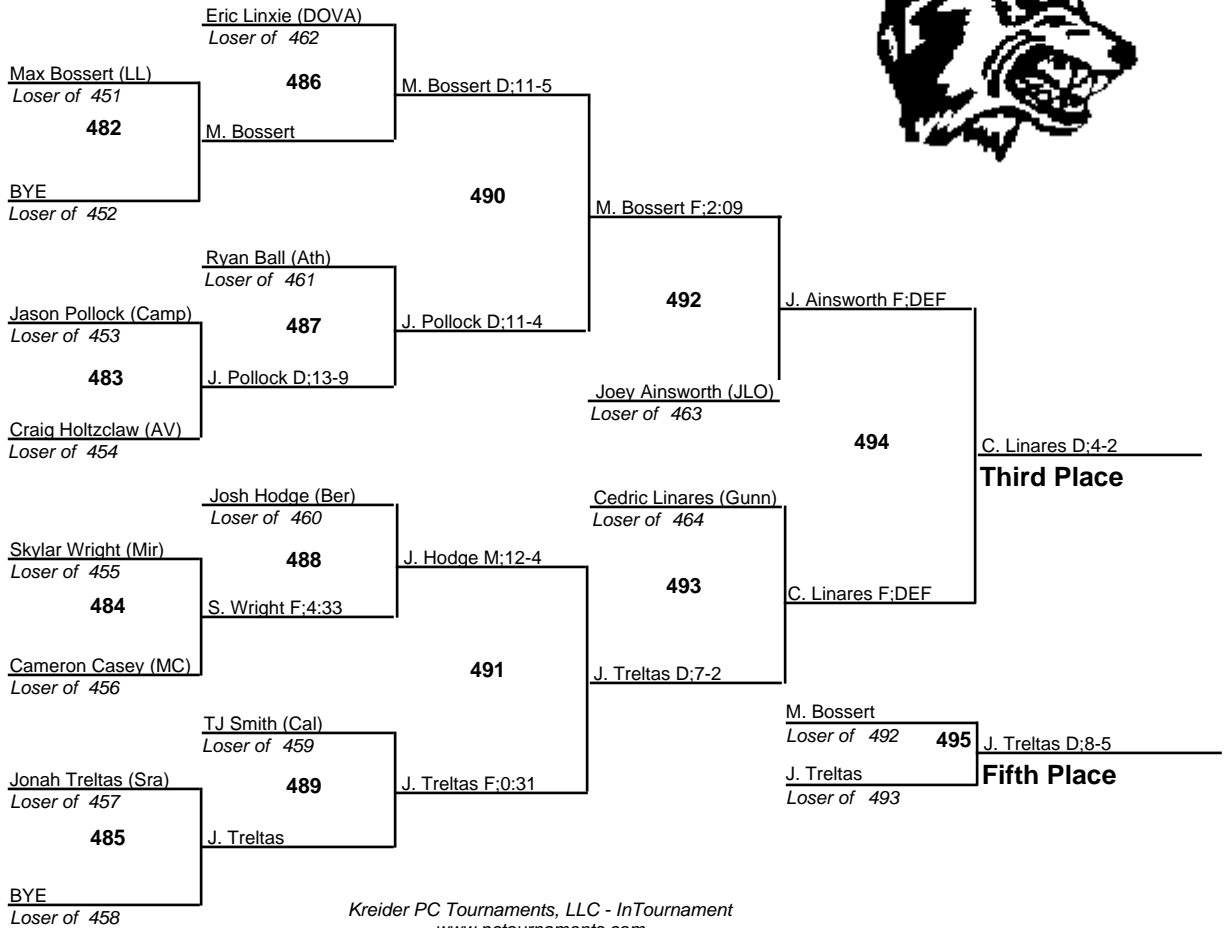 Eric Linxie (DOVA)
Loser of 462
Max Bossert (LL)
Loser of 451
486
M. Bossert D;11-5
482
M. Bossert
BYE
Loser of 452
490
M. Bossert F;2:09
Ryan Ball (Ath)
Loser of 461
Jason Pollock (Camp)
Loser of 453
487
J. Pollock D;11-4
492
J. Ainsworth F;DEF
483
J. Pollock D;13-9
Joey Ainsworth (JLO)
Loser of 463
Craig Holtzclaw (AV)
Loser of 454
494
C. Linares D;4-2
Third Place
Josh Hodge (Ber)
Loser of 460
Cedric Linares (Gunn)
Loser of 464
Skylar Wright (Mir)
Loser of 455
488
J. Hodge M;12-4
493
C. Linares F;DEF
484
S. Wright F;4:33
Cameron Casey (MC)
Loser of 456
491
J. Treltas D;7-2
TJ Smith (Cal)
Loser of 459
M. Bossert
Loser of 492
495
J. Treltas D;8-5
Fifth Place
J. Treltas
Loser of 493
Jonah Treltas (Sra)
Loser of 457
489
J. Treltas F;0:31
485
J. Treltas
BYE
Loser of 458
Kreider PC Tournaments, LLC - InTournament
www.pctournaments.com